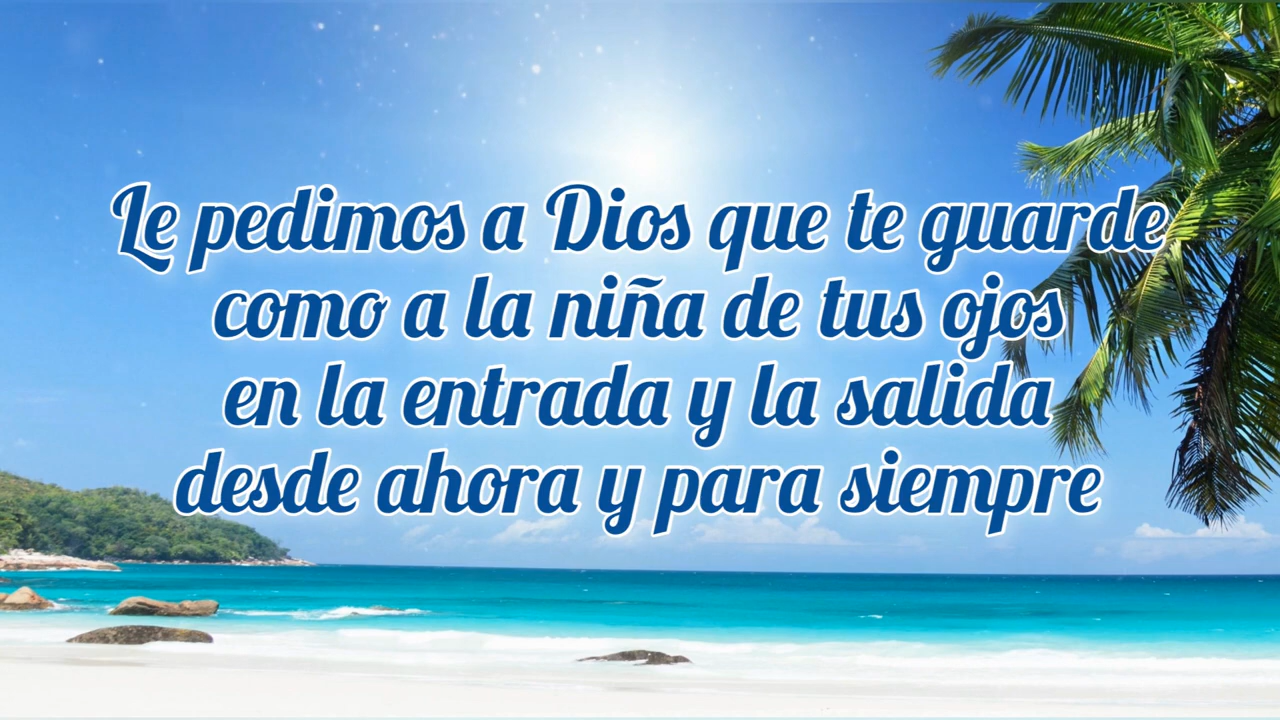 Le pedimos a Dios que te guarde
como a la niña de tus ojos
en la entrada y la salida
desde ahora y para siempre